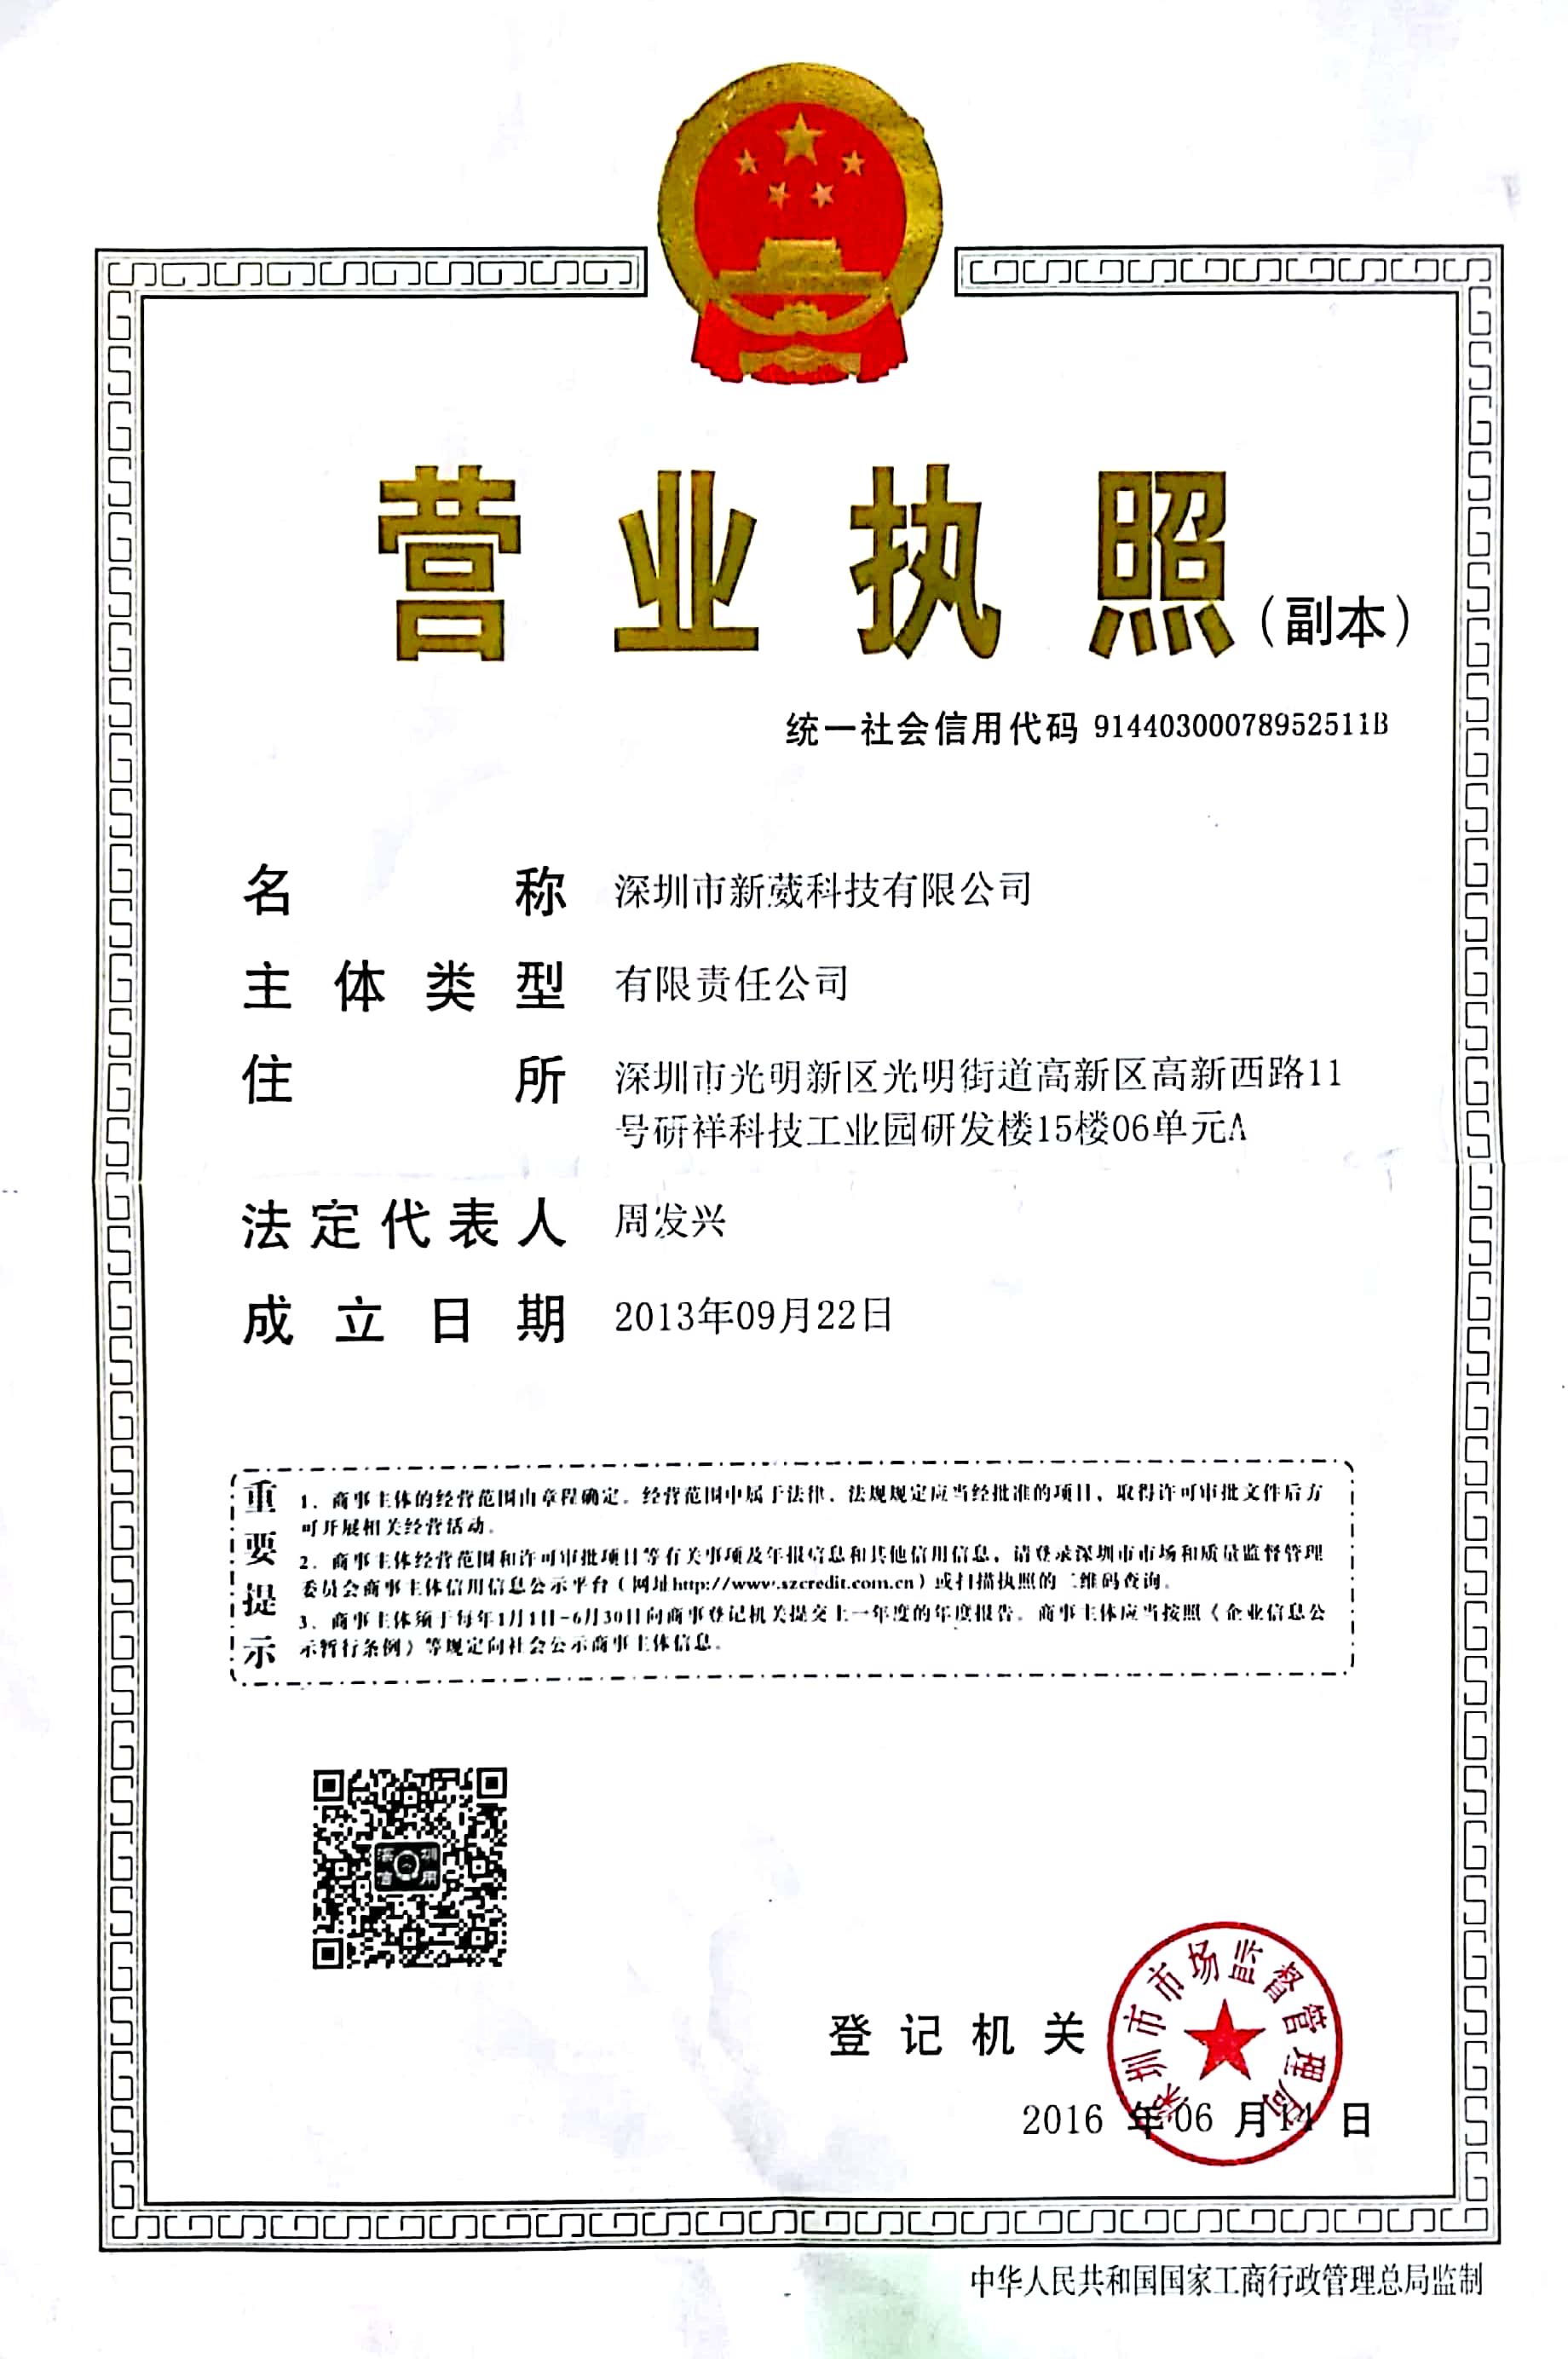 营业执照(副本)
统一社会信用代码 91440300078952511B
名称 深圳市新葳科技有限公司
主体类型 有限责任公司
住所 深圳市光明新区光明街道高新区高新西路11
号研祥科技工业园研发楼15楼06单元A
法定代表人 周发兴
成立日期 2013年09月22日
重要提示
1．商事主体的经营范围由章程确定。经营范围中属于法律、法规规定应当经批准的项目，取得许可审批文件后方
可开展相关经营活动。
2．商事主体经营范围和许可审批项目等有关事项及年报信息和其他信用信息，请登录深圳市市场和质量监督管理
委员会商事主体信用信息公示平台（网址http://www.szcredit.com.cn）或扫描执照的二维码查询。
3．商事主体须于每年1月1日-6月30日向商事登记机关提交上一年度的年度报告。商事主体应当按照《企业信息公
示暂行条例》等规定向社会公示商事主体信息。
深圳
信用
深圳市市场监督管理局
登记机关
2016 年 06 月 14 日
中华人民共和国国家工商行政管理总局监制